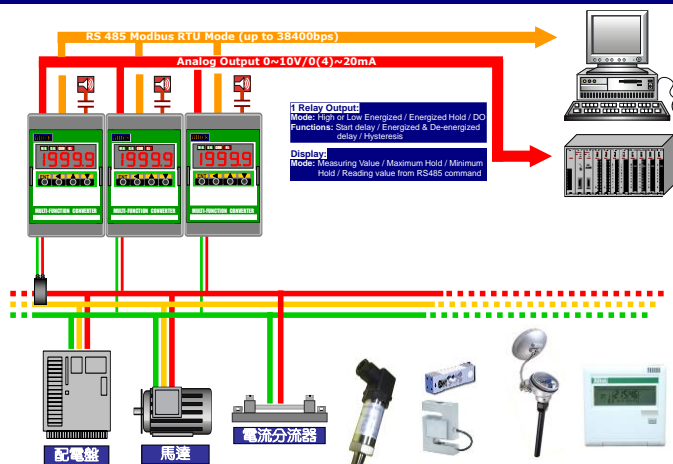 RS 485 Modbus RTU Mode (up to 38400bps)
Analog Output 0~10V/0(4)~20mA
1 Relay Output:
Mode: High or Low Energized / Energized Hold / DO
Functions: Start delay / Energized & De-energized
delay / Hysteresis
Display:
Mode: Measuring Value / Maximum Hold / Minimum
Hold / Reading value from RS485 command
19999
19999
19999
MULTI-FUNCTION CONVERTER
MULTI-FUNCTION CONVERTER
MULTI-FUNCTION CONVERTER
配電盤
馬達
電流分流器